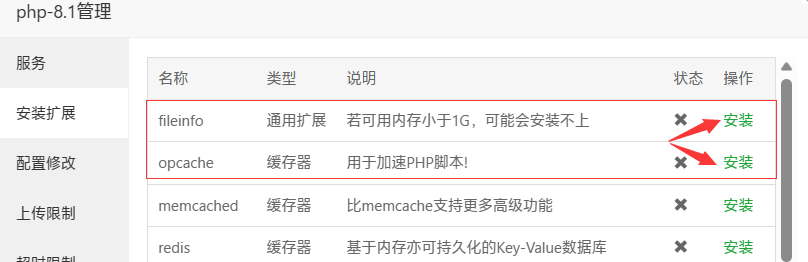 php-8.1管理
服务
安装扩展
配置修改
上传限制
超时限制
名称 类型 说明 状态 操作
fileinfo 通用扩展 若可用内存小于1G，可能会安装不上 ✖ 安装
opcache 缓存器 用于加速PHP脚本! ✖ 安装
memcached 缓存器 比memcache支持更多高级功能 ✖ 安装
redis 缓存器 基于内存亦可持久化的Key-Value数据库 ✖ 安装